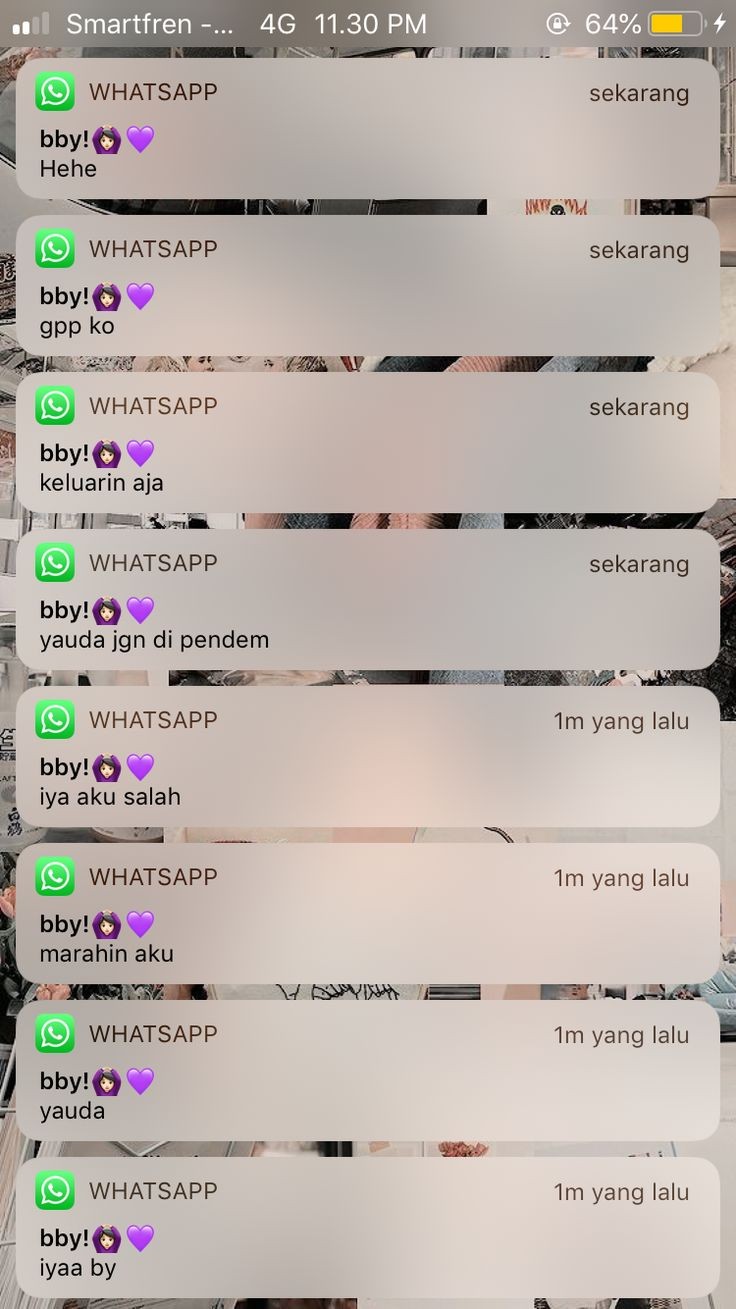 Smartfren -... 4G 11.30 PM 64%
WHATSAPP sekarang
bby!🙆🏻‍♀️💜
Hehe
WHATSAPP sekarang
bby!🙆🏻‍♀️💜
gpp ko
WHATSAPP sekarang
bby!🙆🏻‍♀️💜
keluarin aja
WHATSAPP sekarang
bby!🙆🏻‍♀️💜
yauda jgn di pendem
WHATSAPP 1m yang lalu
bby!🙆🏻‍♀️💜
iya aku salah
WHATSAPP 1m yang lalu
bby!🙆🏻‍♀️💜
marahin aku
WHATSAPP 1m yang lalu
bby!🙆🏻‍♀️💜
yauda
WHATSAPP 1m yang lalu
bby!🙆🏻‍♀️💜
iyaa by